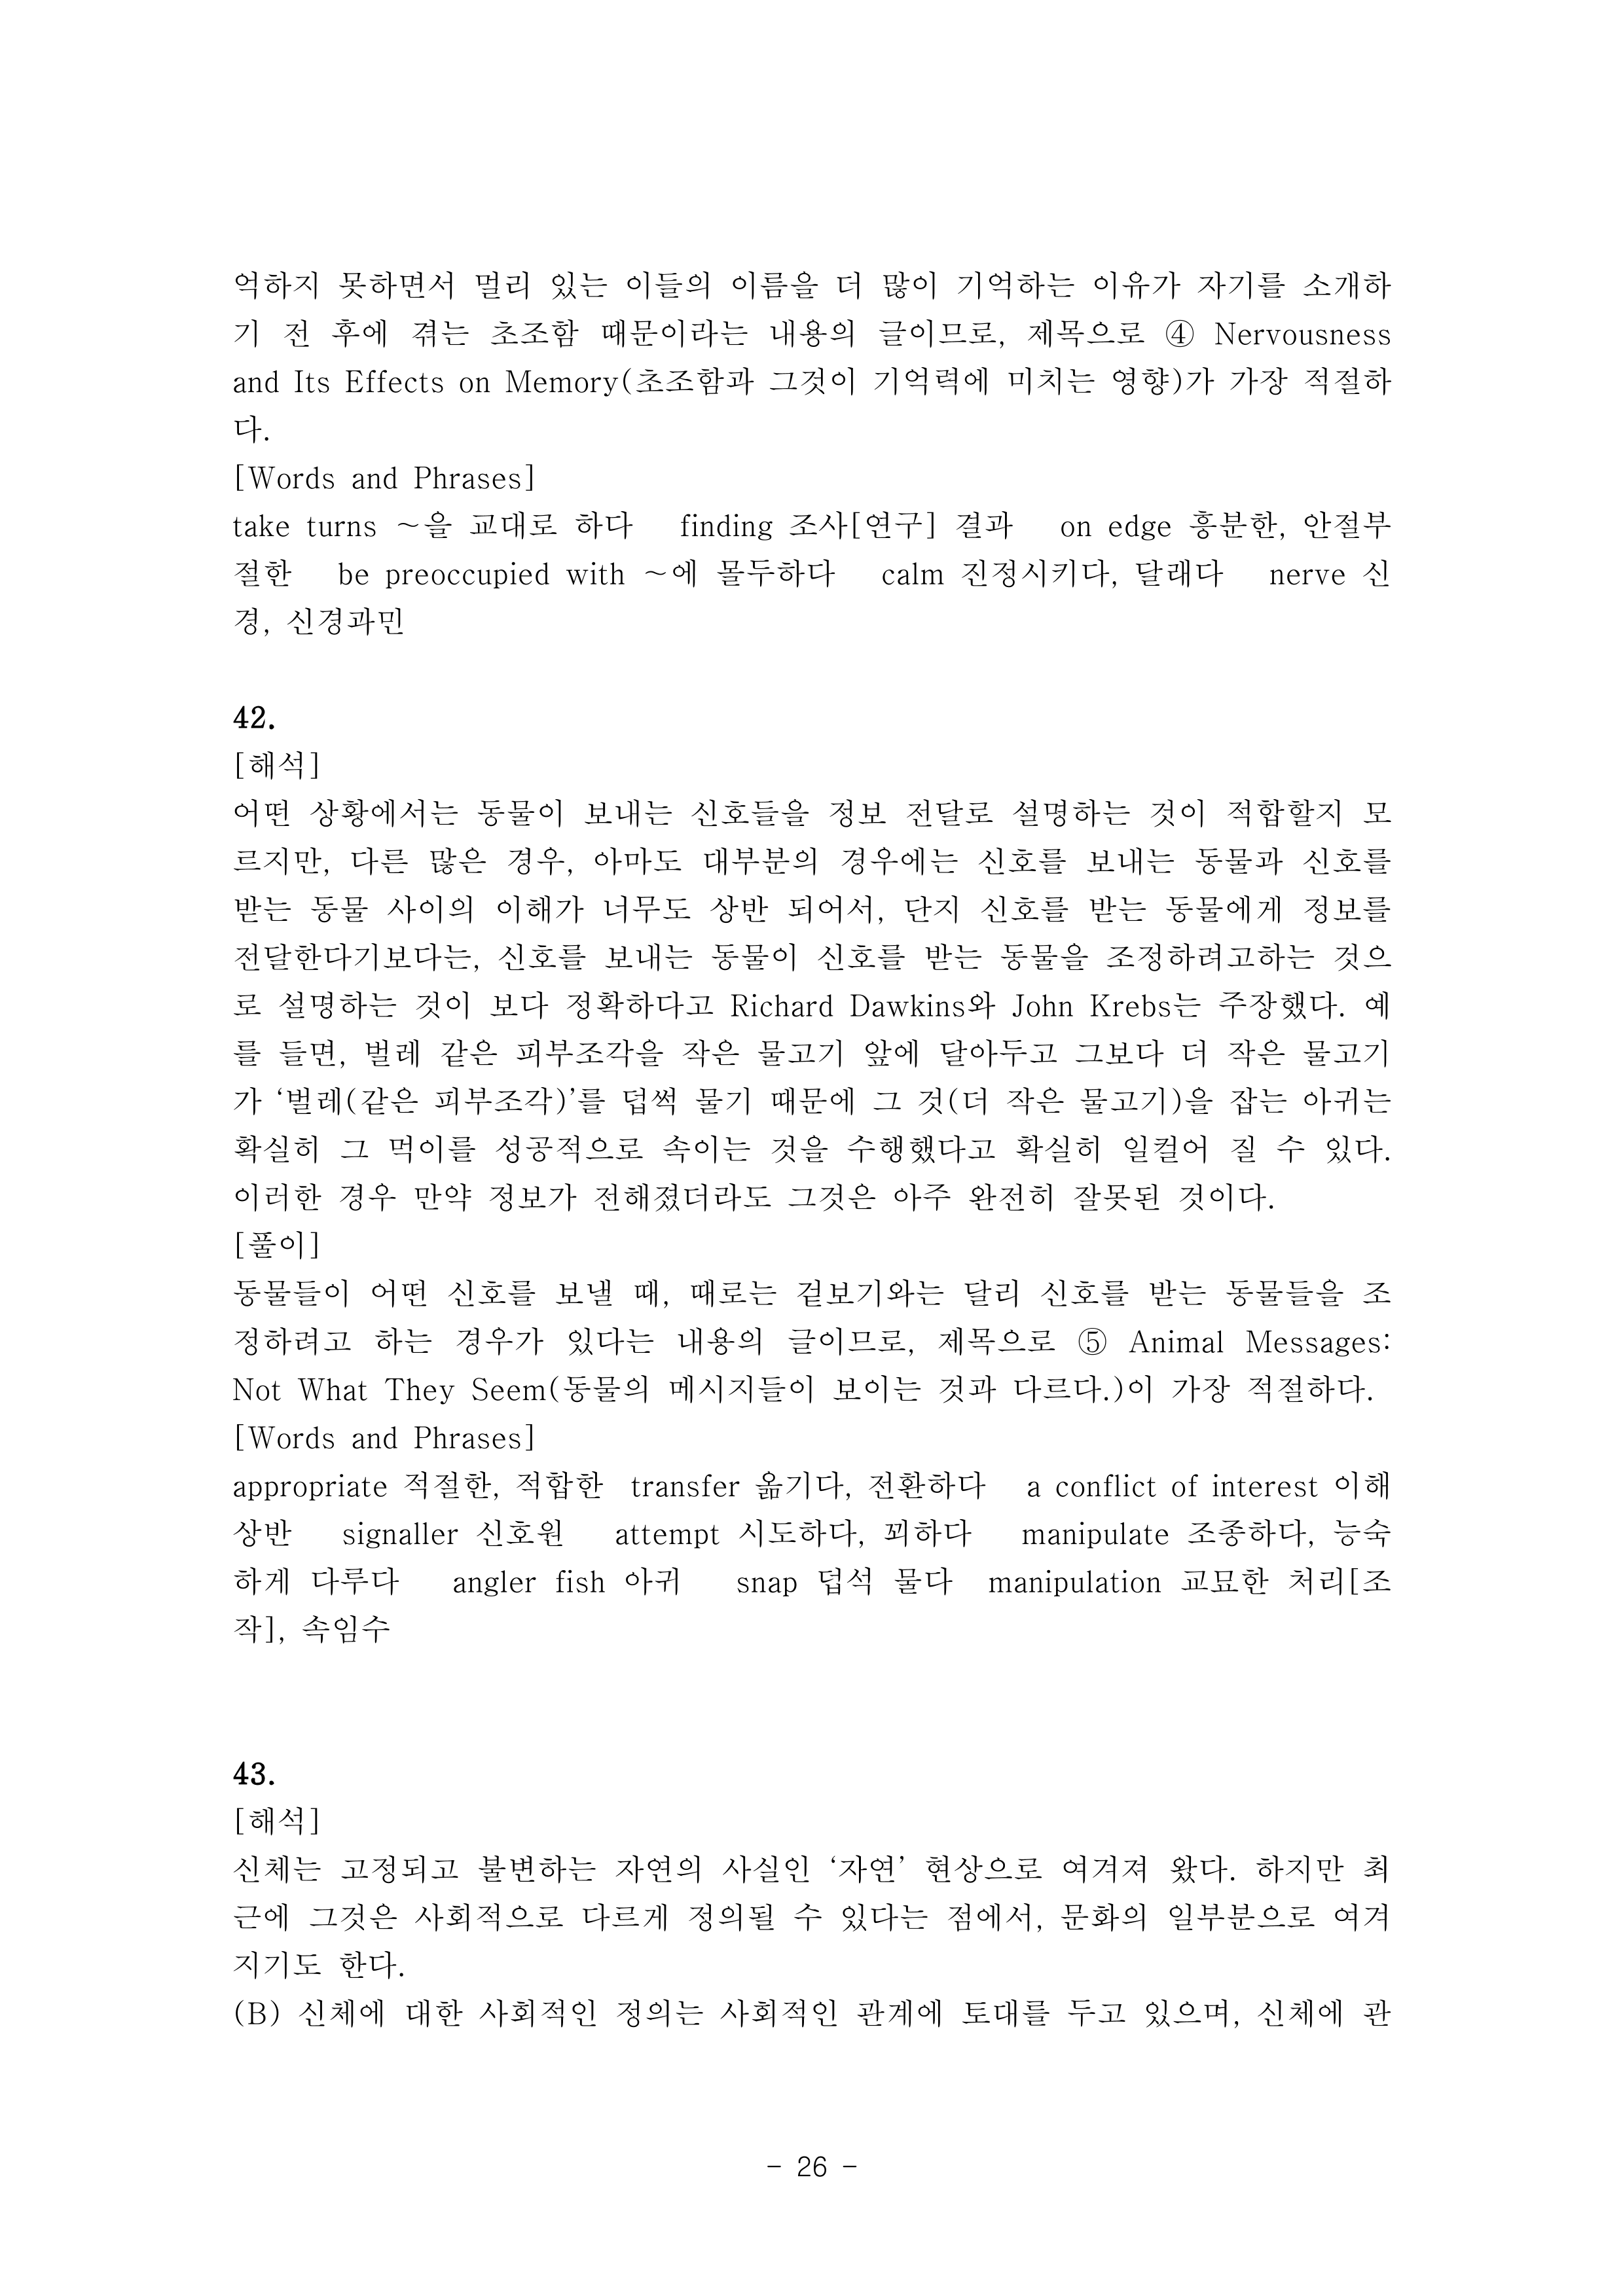 억하지 못하면서 멀리 있는 이들의 이름을 더 많이 기억하는 이유가 자기를 소개하
기 전 후에 겪는 초조함 때문이라는 내용의 글이므로, 제목으로 ④ Nervousness
and Its Effects on Memory(초조함과 그것이 기억력에 미치는 영향)가 가장 적절하
다.
[Words and Phrases]
take turns ~을 교대로 하다 finding 조사[연구] 결과 on edge 흥분한, 안절부
절한 be preoccupied with ~에 몰두하다 calm 진정시키다, 달래다 nerve 신
경, 신경과민
42.
[해석]
어떤 상황에서는 동물이 보내는 신호들을 정보 전달로 설명하는 것이 적합할지 모
르지만, 다른 많은 경우, 아마도 대부분의 경우에는 신호를 보내는 동물과 신호를
받는 동물 사이의 이해가 너무도 상반 되어서, 단지 신호를 받는 동물에게 정보를
전달한다기보다는, 신호를 보내는 동물이 신호를 받는 동물을 조정하려고하는 것으
로 설명하는 것이 보다 정확하다고 Richard Dawkins와 John Krebs는 주장했다. 예
를 들면, 벌레 같은 피부조각을 작은 물고기 앞에 달아두고 그보다 더 작은 물고기
가 ‘벌레(같은 피부조각)’를 덥썩 물기 때문에 그 것(더 작은 물고기)을 잡는 아귀는
확실히 그 먹이를 성공적으로 속이는 것을 수행했다고 확실히 일컬어 질 수 있다.
이러한 경우 만약 정보가 전해졌더라도 그것은 아주 완전히 잘못된 것이다.
[풀이]
동물들이 어떤 신호를 보낼 때, 때로는 겉보기와는 달리 신호를 받는 동물들을 조
정하려고 하는 경우가 있다는 내용의 글이므로, 제목으로 ⑤ Animal Messages:
Not What They Seem(동물의 메시지들이 보이는 것과 다르다.)이 가장 적절하다.
[Words and Phrases]
appropriate 적절한, 적합한 transfer 옮기다, 전환하다 a conflict of interest 이해
상반 signaller 신호원 attempt 시도하다, 꾀하다 manipulate 조종하다, 능숙
하게 다루다 angler fish 아귀 snap 덥석 물다 manipulation 교묘한 처리[조
작], 속임수
43.
[해석]
신체는 고정되고 불변하는 자연의 사실인 ‘자연’ 현상으로 여겨져 왔다. 하지만 최
근에 그것은 사회적으로 다르게 정의될 수 있다는 점에서, 문화의 일부분으로 여겨
지기도 한다.
(B) 신체에 대한 사회적인 정의는 사회적인 관계에 토대를 두고 있으며, 신체에 관
- 26 -